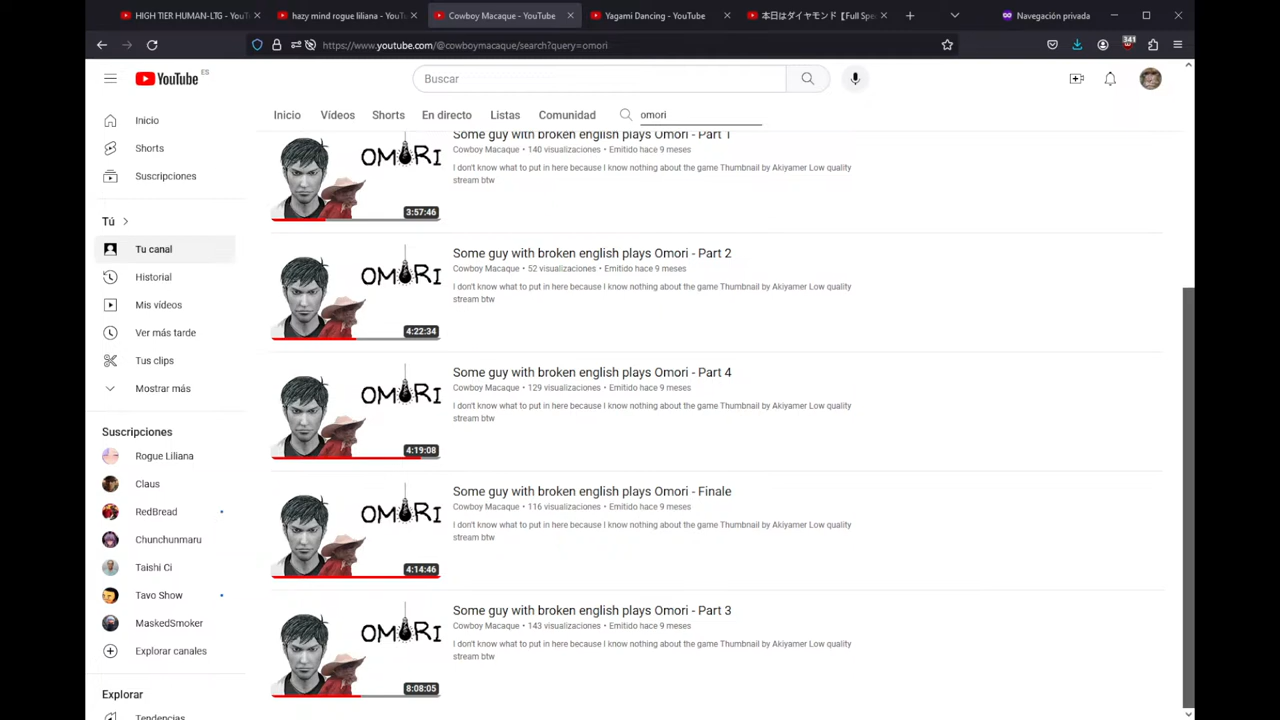 HIGH TIER HUMAN-LTG - YouT
hazy mind rogue liliana - YouT
Cowboy Macaque - YouTube
Yagami Dancing - YouTube
本日はダイヤモンド【Full Spe
Navegación privada
https://www.youtube.com/@cowboymacaque/search?query=omori
341
YouTube ES
Buscar
Inicio
Shorts
Suscripciones
Tú
Tu canal
Historial
Mis vídeos
Ver más tarde
Tus clips
Mostrar más
Suscripciones
Rogue Liliana
Claus
RedBread
Chunchunmaru
Taishi Ci
Tavo Show
MaskedSmoker
Explorar canales
Explorar
Tendencias
Inicio Vídeos Shorts En directo Listas Comunidad omori
OMORI
3:57:46
Some guy with broken english plays Omori - Part 1
Cowboy Macaque • 140 visualizaciones • Emitido hace 9 meses
I don't know what to put in here because I know nothing about the game Thumbnail by Akiyamer Low quality
stream btw
OMORI
4:22:34
Some guy with broken english plays Omori - Part 2
Cowboy Macaque • 52 visualizaciones • Emitido hace 9 meses
I don't know what to put in here because I know nothing about the game Thumbnail by Akiyamer Low quality
stream btw
OMORI
4:19:08
Some guy with broken english plays Omori - Part 4
Cowboy Macaque • 129 visualizaciones • Emitido hace 9 meses
I don't know what to put in here because I know nothing about the game Thumbnail by Akiyamer Low quality
stream btw
OMORI
4:14:46
Some guy with broken english plays Omori - Finale
Cowboy Macaque • 116 visualizaciones • Emitido hace 9 meses
I don't know what to put in here because I know nothing about the game Thumbnail by Akiyamer Low quality
stream btw
OMORI
8:08:05
Some guy with broken english plays Omori - Part 3
Cowboy Macaque • 143 visualizaciones • Emitido hace 9 meses
I don't know what to put in here because I know nothing about the game Thumbnail by Akiyamer Low quality
stream btw